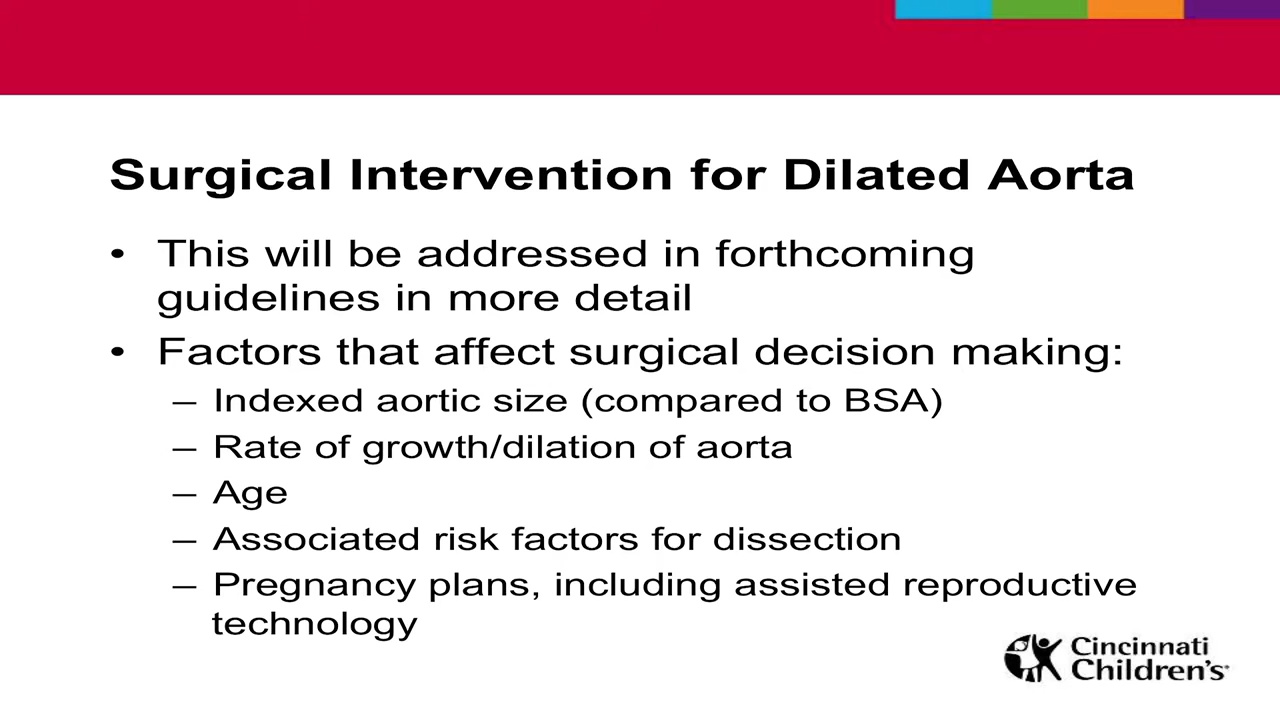 Surgical Intervention for Dilated Aorta
• This will be addressed in forthcoming
guidelines in more detail
• Factors that affect surgical decision making:
– Indexed aortic size (compared to BSA)
– Rate of growth/dilation of aorta
– Age
– Associated risk factors for dissection
– Pregnancy plans, including assisted reproductive
technology
Cincinnati
Children's